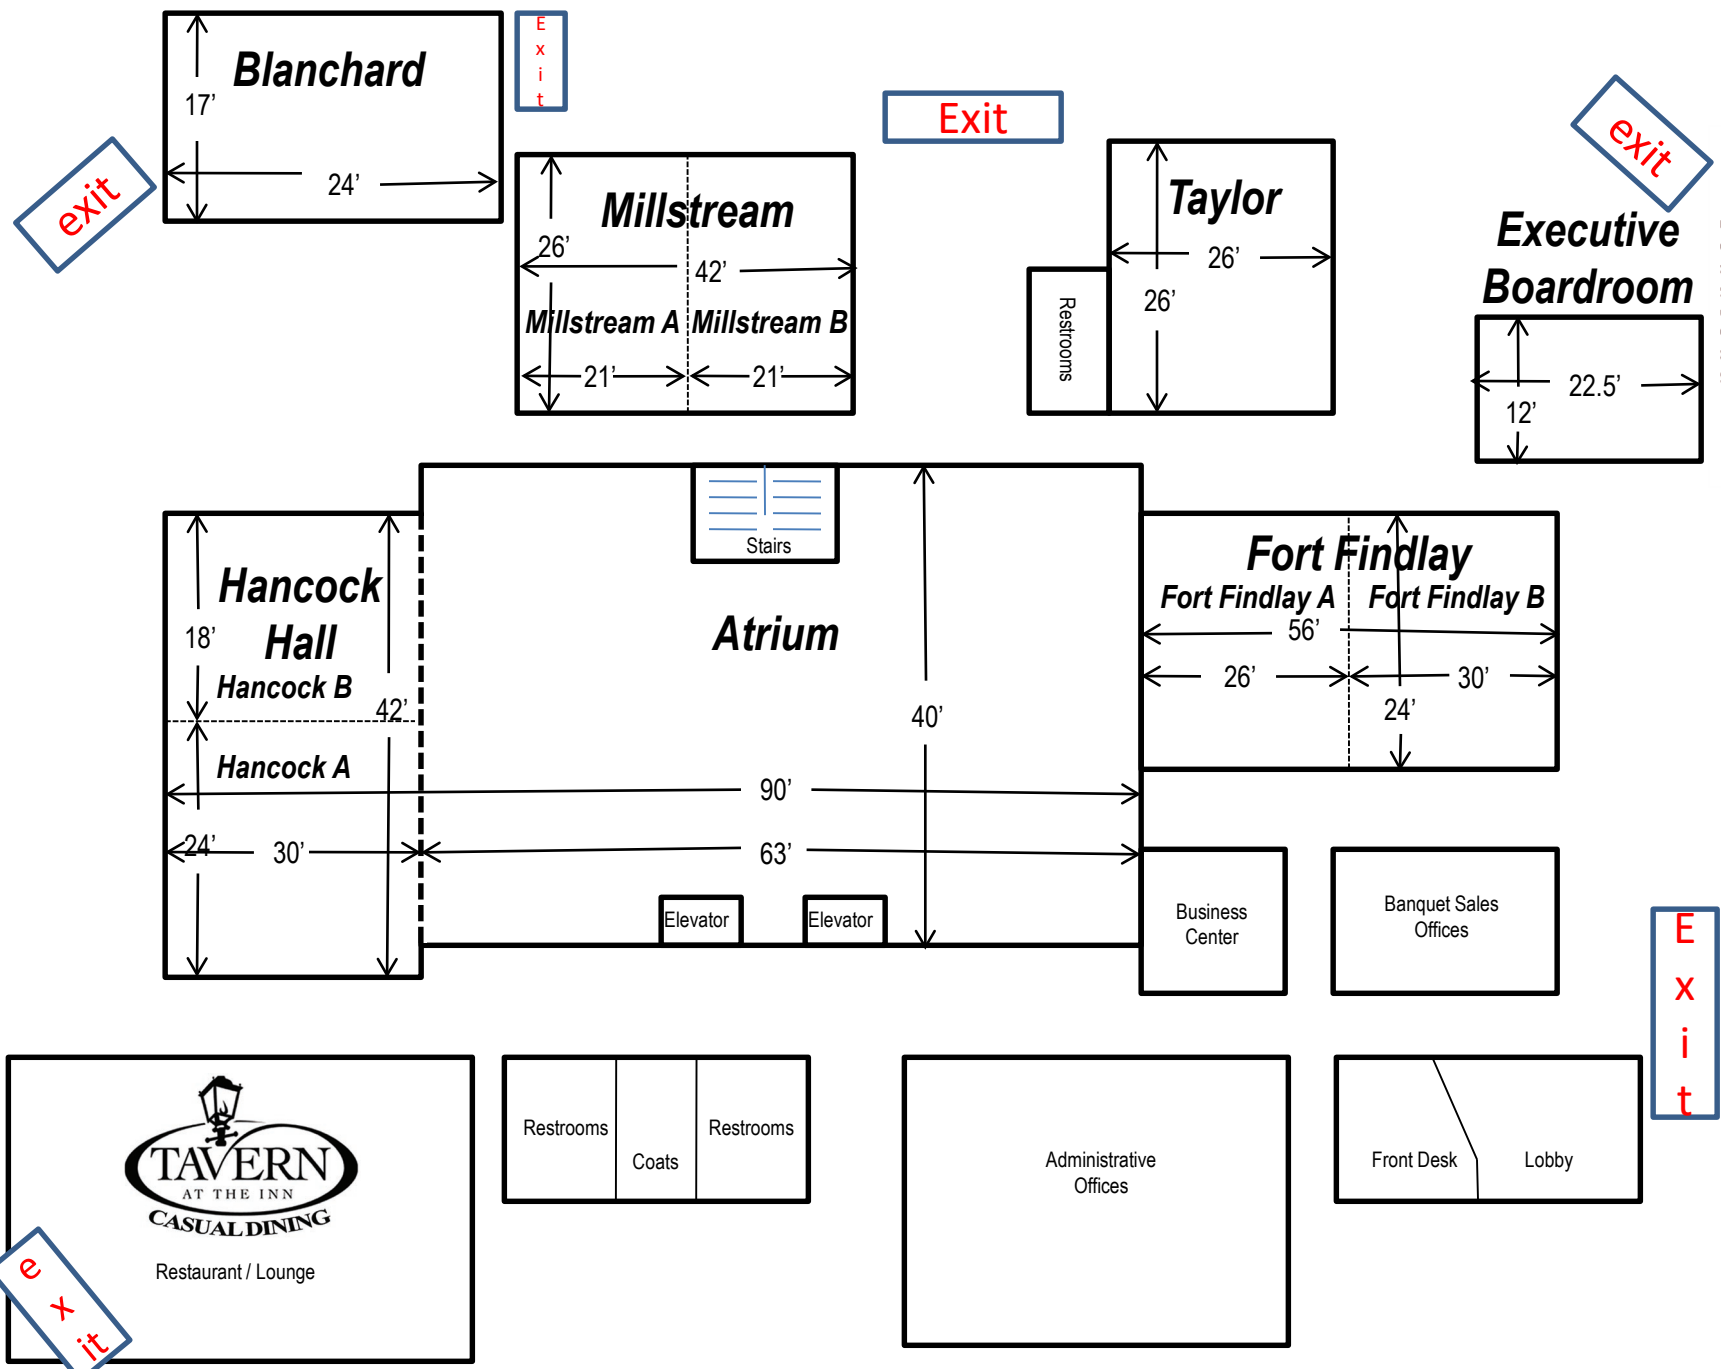 Blanchard
17’
24’
E
x
i
t
exit
Exit
exit
Millstream
26’
42’
Millstream A
Millstream B
21’
21’
Taylor
26’
26’
Restrooms
Executive
Boardroom
22.5’
12’
Stairs
Hancock
Hall
18’
Hancock B
42’
Hancock A
24’
30’
Atrium
40’
90’
63’
Elevator
Elevator
Fort Findlay
Fort Findlay A
Fort Findlay B
56’
26’
30’
24’
Business
Center
Banquet Sales
Offices
E
x
i
t
TAVERN
AT THE INN
CASUAL DINING
Restaurant / Lounge
e
x
it
Restrooms
Coats
Restrooms
Administrative
Offices
Front Desk
Lobby